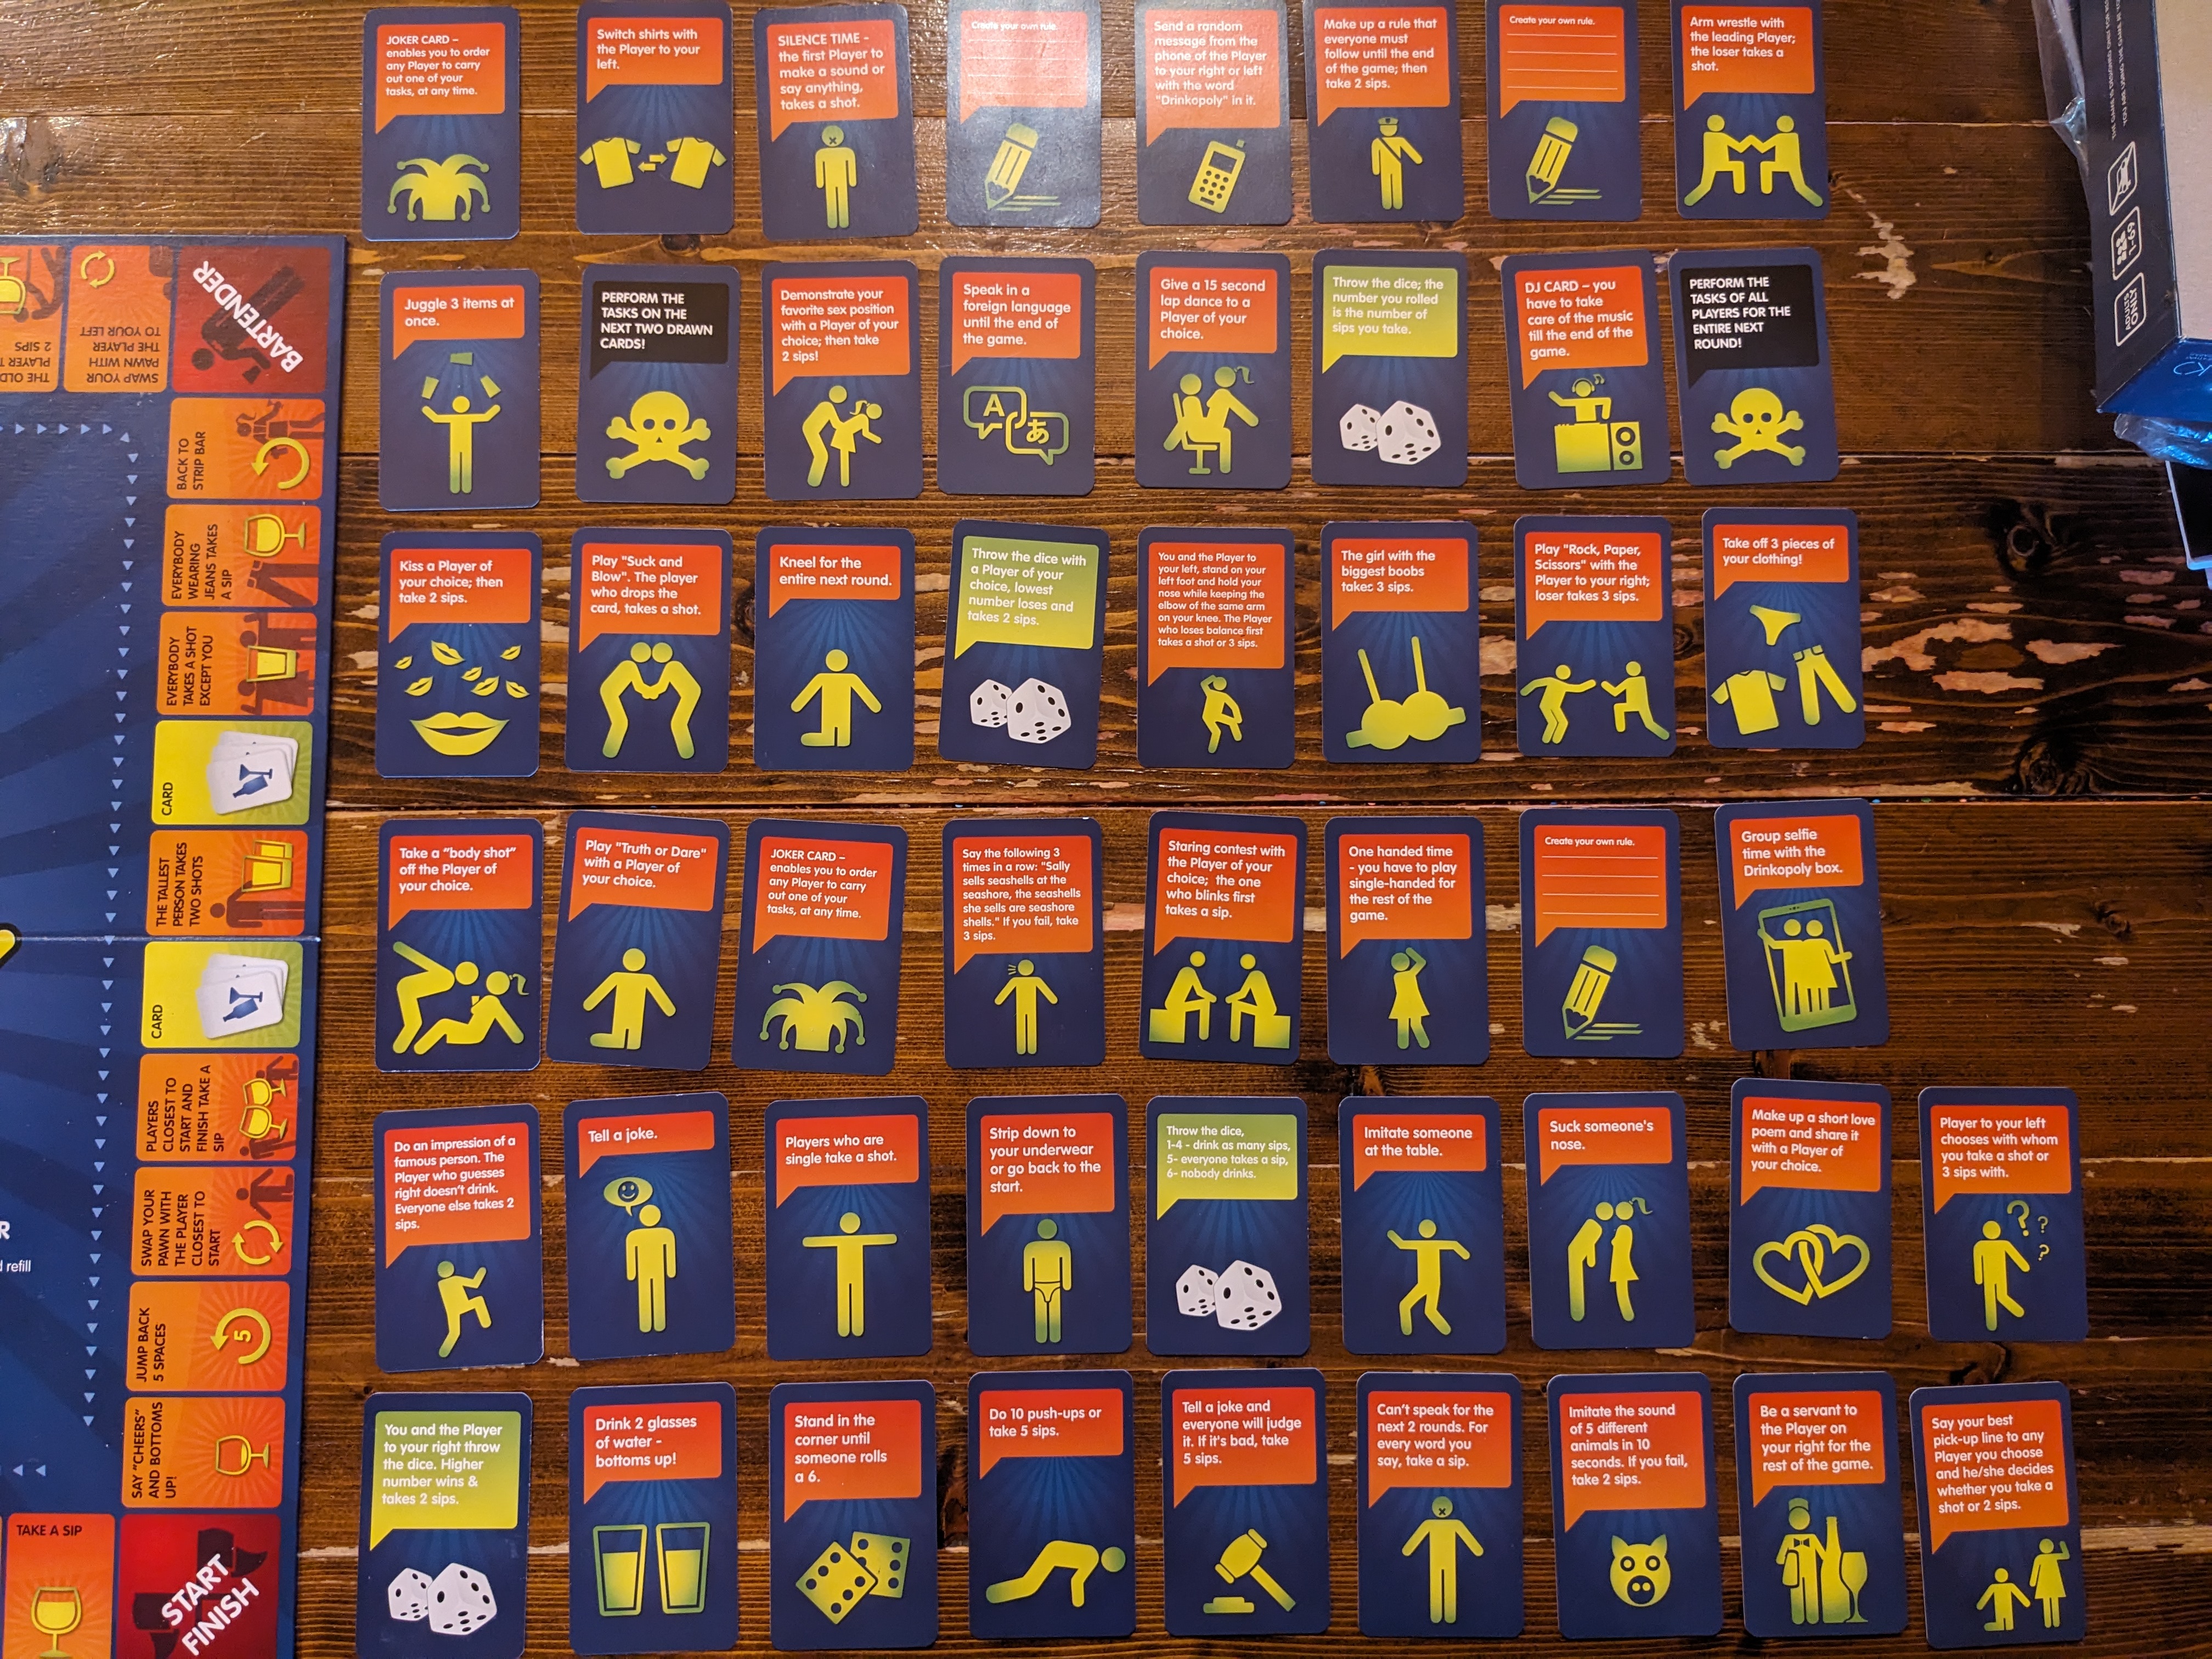 JOKER CARD –
enables you to order
any Player to carry
out one of your
tasks, at any time.
Switch shirts with
the Player to your
left.
SILENCE TIME -
the first Player to
make a sound or
say anything,
takes a shot.
Create your own rule.
Send a random
message from the
phone of the Player
to your right or left
with the word
"Drinkopoly" in it.
Make up a rule that
everyone must
follow until the end
of the game; then
take 2 sips.
Create your own rule.
Arm wrestle with
the leading Player;
the loser takes a
shot.
Juggle 3 items at
once.
PERFORM THE
TASKS ON THE
NEXT TWO DRAWN
CARDS!
Demonstrate your
favorite sex position
with a Player of your
choice; then take
2 sips!
Speak in a
foreign language
until the end of
the game.
A
あ
Give a 15 second
lap dance to a
Player of your
choice.
Throw the dice; the
number you rolled
is the number of
sips you take.
DJ CARD – you
have to take
care of the music
till the end of the
game.
PERFORM THE
TASKS OF ALL
PLAYERS FOR THE
ENTIRE NEXT
ROUND!
Kiss a Player of
your choice; then
take 2 sips.
Play "Suck and
Blow". The player
who drops the
card, takes a shot.
Kneel for the
entire next round.
Throw the dice with
a Player of your
choice, lowest
number loses and
takes 2 sips.
You and the Player to
your left, stand on your
left foot and hold your
nose while keeping the
elbow of the same arm
on your knee. The Player
who loses balance first
takes a shot or 3 sips.
The girl with the
biggest boobs
takes 3 sips.
Play "Rock, Paper,
Scissors" with the
Player to your right;
loser takes 3 sips.
Take off 3 pieces of
your clothing!
Take a "body shot"
off the Player of
your choice.
Play "Truth or Dare"
with a Player of
your choice.
JOKER CARD –
enables you to order
any Player to carry
out one of your
tasks, at any time.
Say the following 3
times in a row: "Sally
sells seashells at the
seashore, the seashells
she sells are seashore
shells." If you fail, take
3 sips.
Staring contest with
the Player of your
choice; the one
who blinks first
takes a sip.
One handed time
- you have to play
single-handed for
the rest of the
game.
Create your own rule.
Group selfie
time with the
Drinkopoly box.
Do an impression of a
famous person. The
Player who guesses
right doesn't drink.
Everyone else takes 2
sips.
Tell a joke.
Players who are
single take a shot.
Strip down to
your underwear
or go back to the
start.
Throw the dice,
1-4 - drink as many sips,
5- everyone takes a sip,
6- nobody drinks.
Imitate someone
at the table.
Suck someone's
nose.
Make up a short love
poem and share it
with a Player of
your choice.
Player to your left
chooses with whom
you take a shot or
3 sips with.
? ? ?
You and the Player
to your right throw
the dice. Higher
number wins &
takes 2 sips.
Drink 2 glasses
of water -
bottoms up!
Stand in the
corner until
someone rolls
a 6.
Do 10 push-ups or
take 5 sips.
Tell a joke and
everyone will judge
it. If it's bad, take
5 sips.
Can't speak for the
next 2 rounds. For
every word you
say, take a sip.
Imitate the sound
of 5 different
animals in 10
seconds. If you fail,
take 2 sips.
Be a servant to
the Player on
your right for the
rest of the game.
Say your best
pick-up line to any
Player you choose
and he/she decides
whether you take a
shot or 2 sips.
THE
PLAYER
2 SIPS
SWAP YOUR
PAWN WITH
THE PLAYER
TO YOUR LEFT
BARTENDER
BACK TO
STRIP BAR
EVERYBODY
WEARING
JEANS TAKES
A SIP
EVERYBODY
TAKES A SHOT
EXCEPT YOU
CARD
THE TALLEST
PERSON TAKES
TWO SHOTS
CARD
PLAYERS
CLOSEST TO
START AND
FINISH TAKE A
SIP
SWAP YOUR
PAWN WITH
THE PLAYER
CLOSEST TO
START
JUMP BACK
5 SPACES
5
SAY "CHEERS"
AND BOTTOMS
UP!
START
FINISH
TAKE A SIP
refill
1-69
ADULTS
ONLY